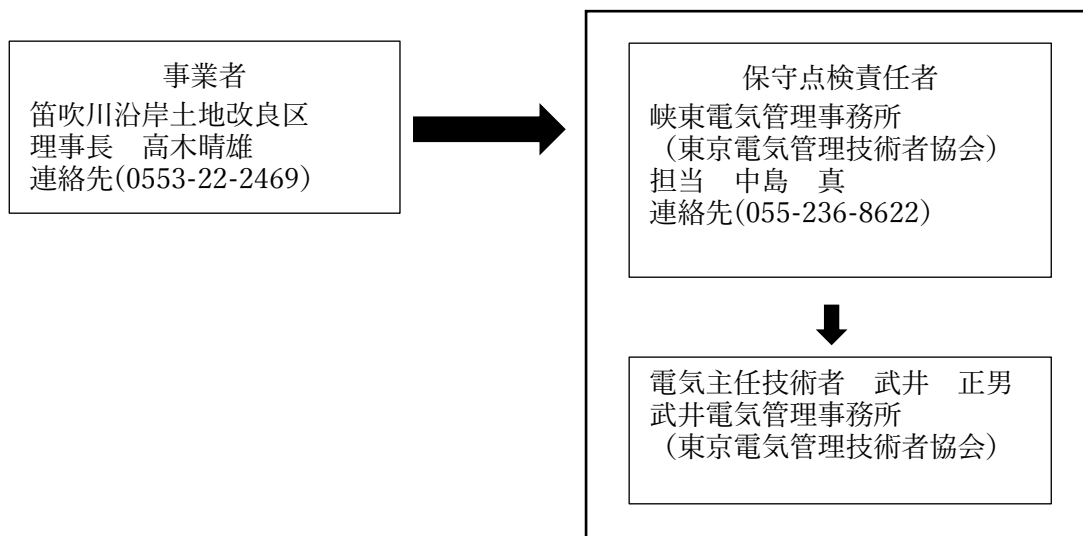 事業者
笛吹川沿岸土地改良区
理事長　高木晴雄
連絡先(0553-22-2469)
保守点検責任者
峡東電気管理事務所
（東京電気管理技術者協会）
担当　中島　真
連絡先(055-236-8622)
電気主任技術者　武井　正男
武井電気管理事務所
（東京電気管理技術者協会）